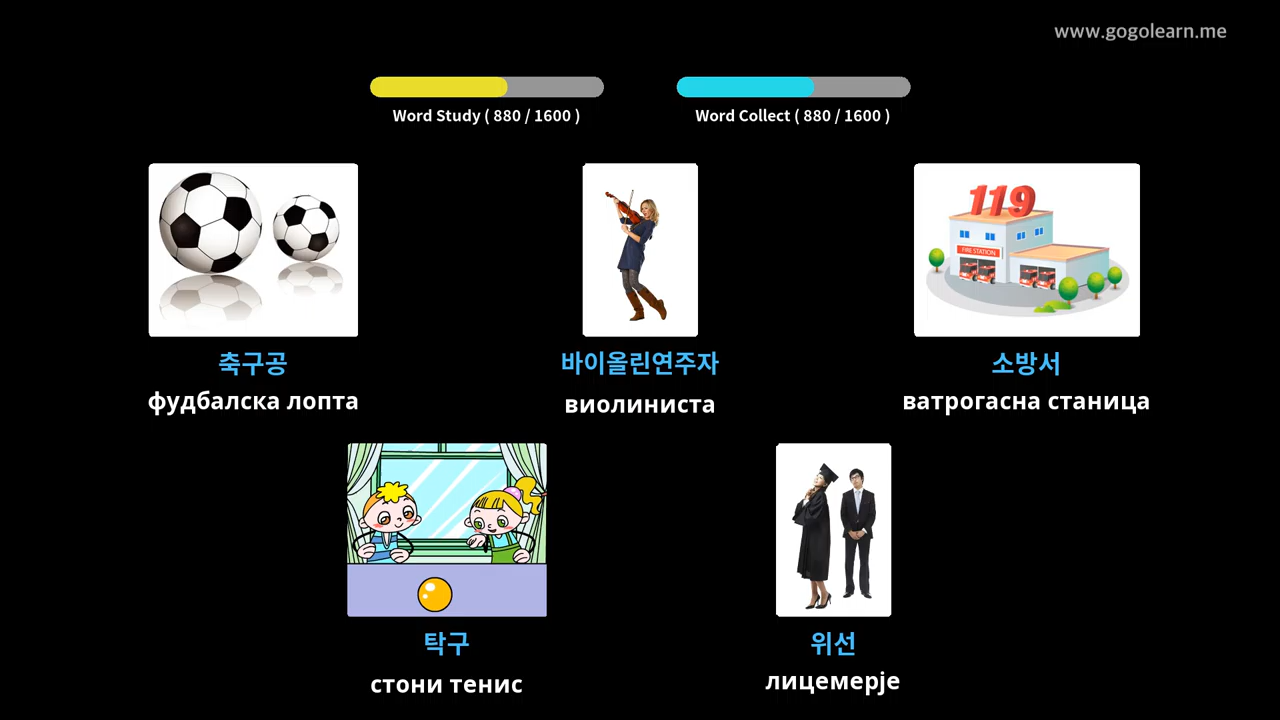 www.gogolearn.me
Word Study ( 880 / 1600 )
Word Collect ( 880 / 1600 )
119
FIRE STATION
축구공
바이올린연주자
소방서
фудбалска лопта
виолиниста
ватрогасна станица
탁구
위선
стони тенис
лицемерје